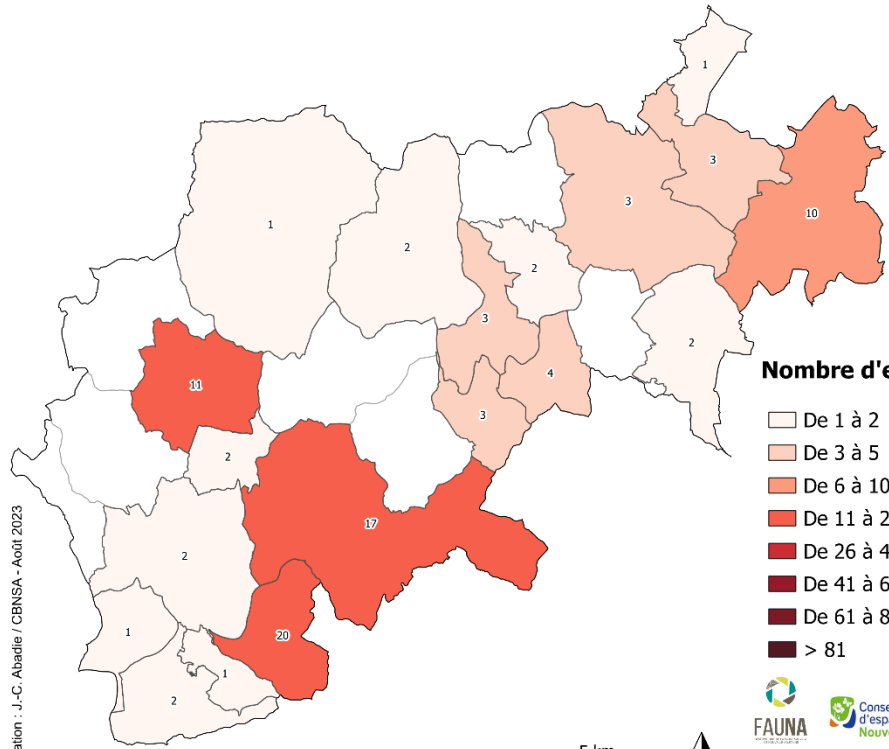 1
3
10
3
1
2
2
3
2
4
11
3
2
17
2
20
1
1
2
Nombre d'e
De 1 à 2
De 3 à 5
De 6 à 10
De 11 à 2
De 26 à 4
De 41 à 6
De 61 à 8
> 81
ation : J.-C. Abadie / CBNSA - Août 2023
FAUNA
Conse
d'esp
Nouv
5 km